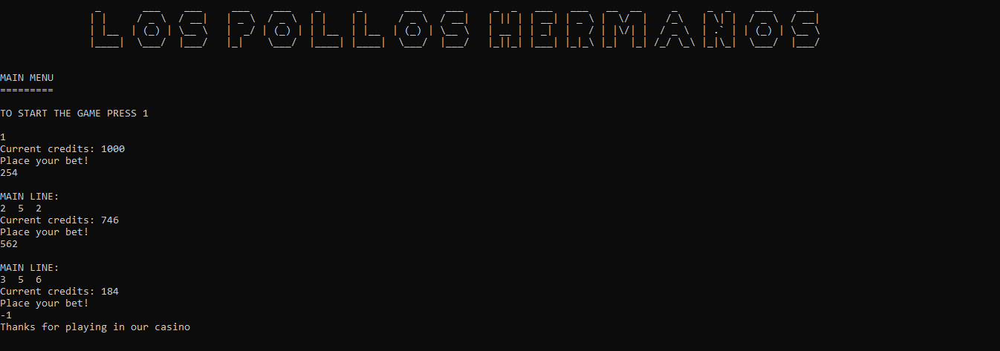 LOS POLLOS HERMANOS
MAIN MENU
=========
TO START THE GAME PRESS 1
1
Current credits: 1000
Place your bet!
254
MAIN LINE:
2  5  2
Current credits: 746
Place your bet!
562
MAIN LINE:
3  5  6
Current credits: 184
Place your bet!
-1
Thanks for playing in our casino